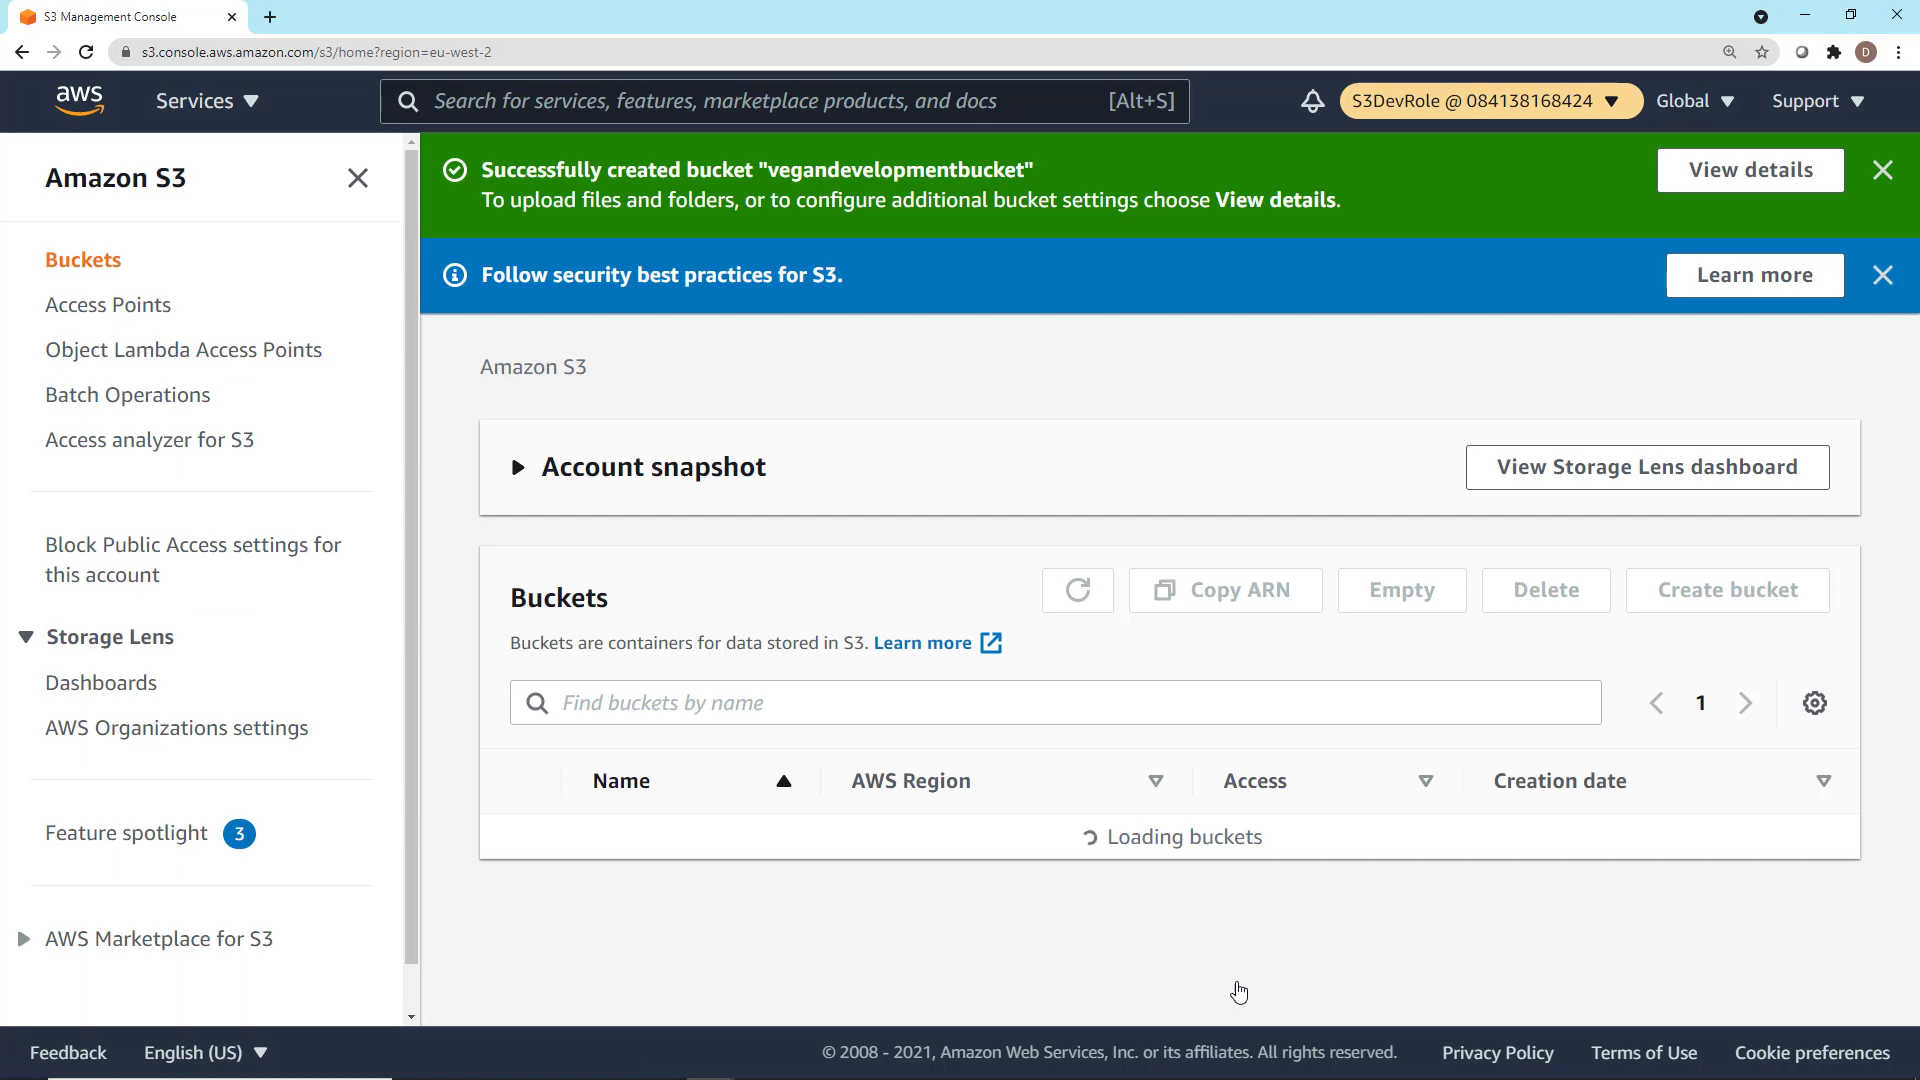 S3 Management Console
s3.console.aws.amazon.com/s3/home?region=eu-west-2
D
aws
Services
Search for services, features, marketplace products, and docs
[Alt+S]
S3DevRole @ 084138168424
Global
Support
Amazon S3
Buckets
Access Points
Object Lambda Access Points
Batch Operations
Access analyzer for S3
Block Public Access settings for
this account
Storage Lens
Dashboards
AWS Organizations settings
Feature spotlight 3
AWS Marketplace for S3
Successfully created bucket "vegandevelopmentbucket"
To upload files and folders, or to configure additional bucket settings choose View details.
View details
Follow security best practices for S3.
Learn more
Amazon S3
Account snapshot
View Storage Lens dashboard
Buckets
Copy ARN
Empty
Delete
Create bucket
Buckets are containers for data stored in S3. Learn more
Find buckets by name
1
Name
AWS Region
Access
Creation date
Loading buckets
Feedback
English (US)
© 2008 - 2021, Amazon Web Services, Inc. or its affiliates. All rights reserved.
Privacy Policy
Terms of Use
Cookie preferences